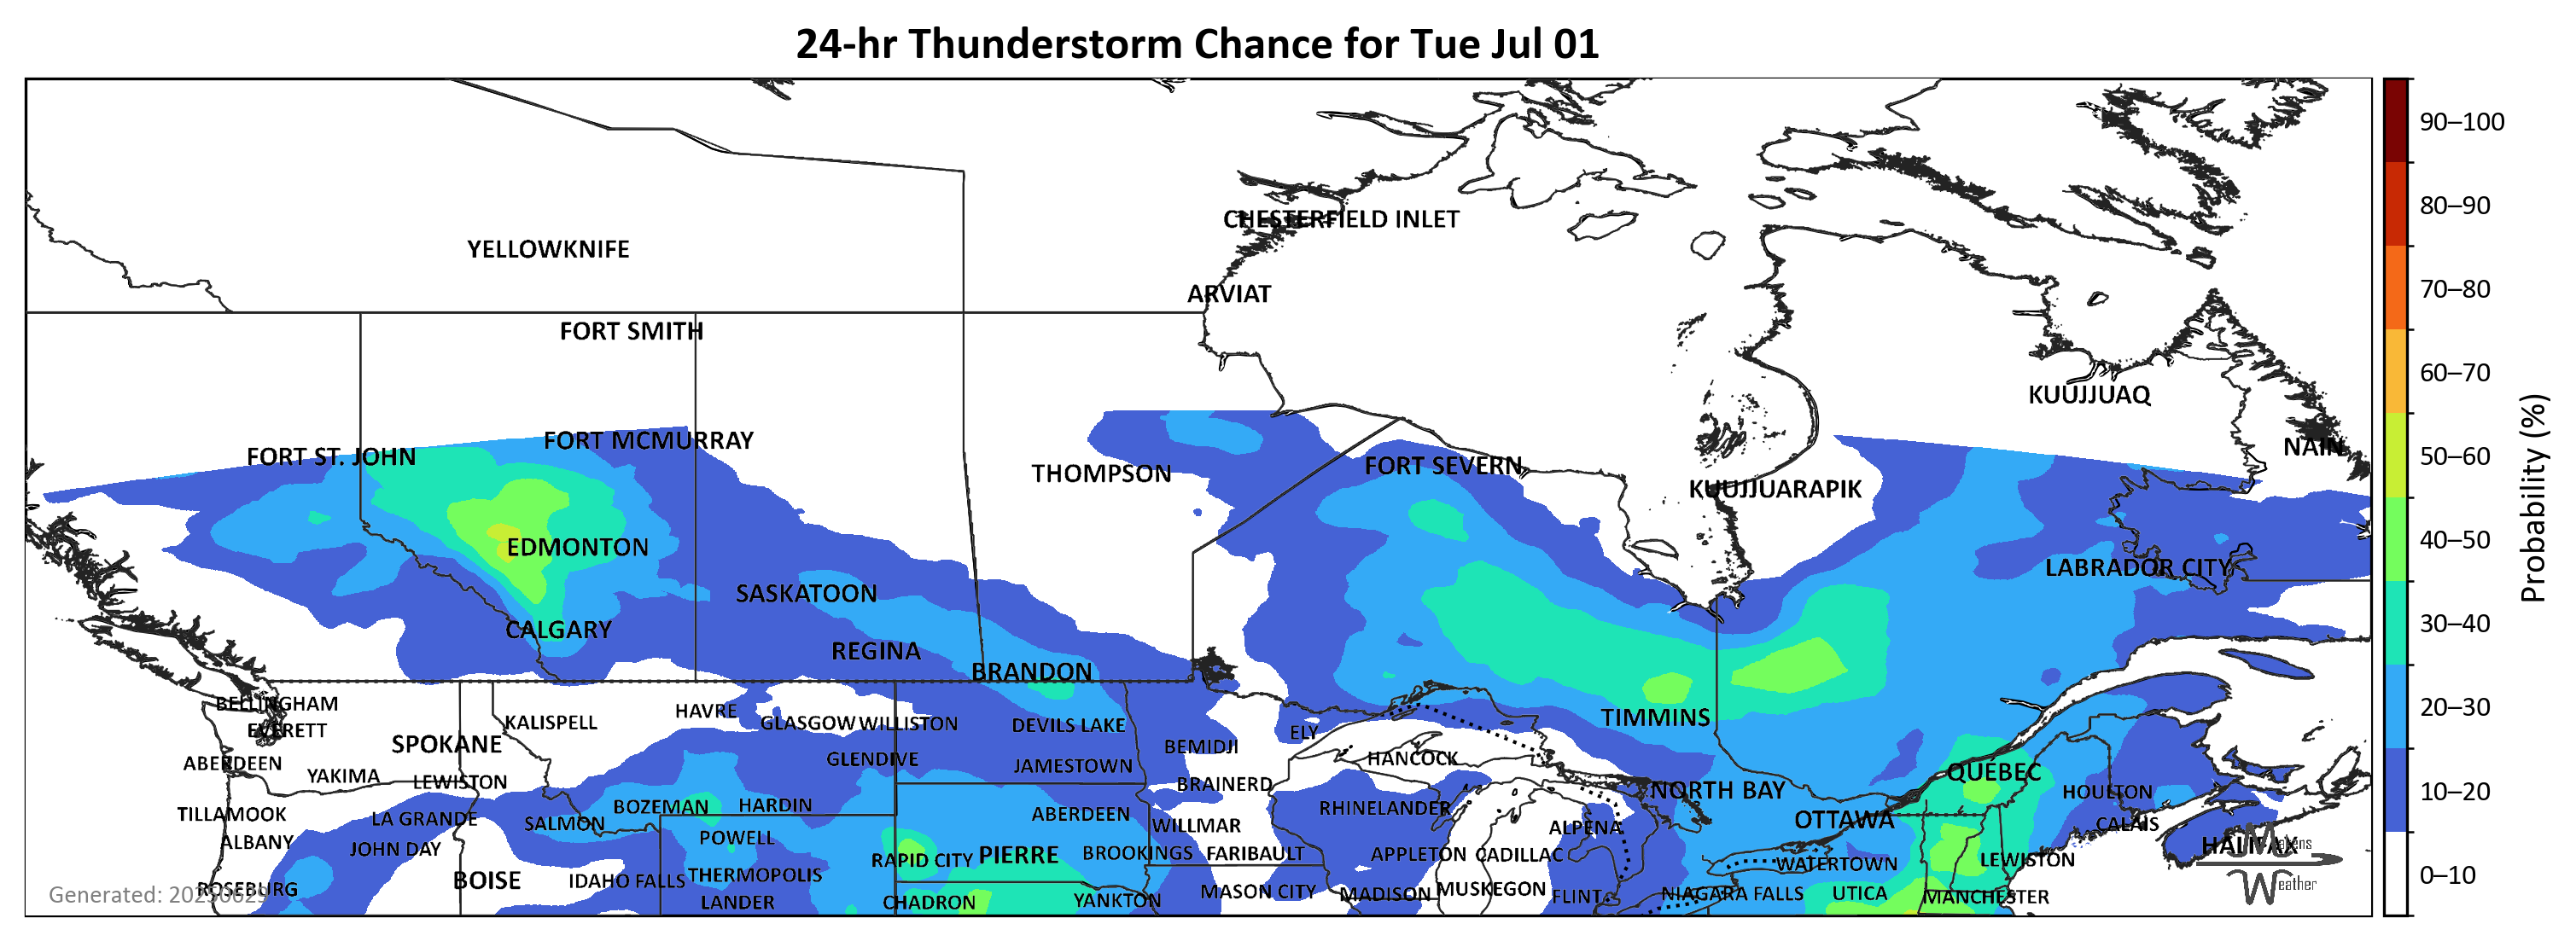 24-hr Thunderstorm Chance for Tue Jul 01
90–100
80–90
70–80
60–70
50–60
40–50
30–40
20–30
10–20
0–10
Probability (%)
CHESTERFIELD INLET
YELLOWKNIFE
ARVIAT
FORT SMITH
KUUJJUAQ
FORT MCMURRAY
NAIN
FORT ST. JOHN
FORT SEVERN
THOMPSON
KUUJJUARAPIK
EDMONTON
LABRADOR CITY
SASKATOON
CALGARY
REGINA
BRANDON
BELLINGHAM
HAVRE
TIMMINS
KALISPELL
GLASGOW WILLISTON
DEVILS LAKE
EVERETT
ELY
SPOKANE
BEMIDJI
HANCOCK
GLENDIVE
ABERDEEN
JAMESTOWN
QUÉBEC
YAKIMA
LEWISTON
BRAINERD
NORTH BAY
HOULTON
BOZEMAN
HARDIN
RHINELANDER
TILLAMOOK
LA GRANDE
ABERDEEN
OTTAWA
SALMON
WILLMAR
ALPENA
CALAIS
ALBANY
POWELL
HALIFAX
Matens
JOHN DAY
RAPID CITY
PIERRE
BROOKINGS
FARIBAULT
APPLETON
CADILLAC
WATERTOWN
LEWISTON
BOISE
IDAHO FALLS
THERMOPOLIS
Weather
ROSEBURG
MASON CITY
MADISON
MUSKEGON
FLINT
NIAGARA FALLS
UTICA
MANCHESTER
Generated: 20250629
LANDER
CHADRON
YANKTON